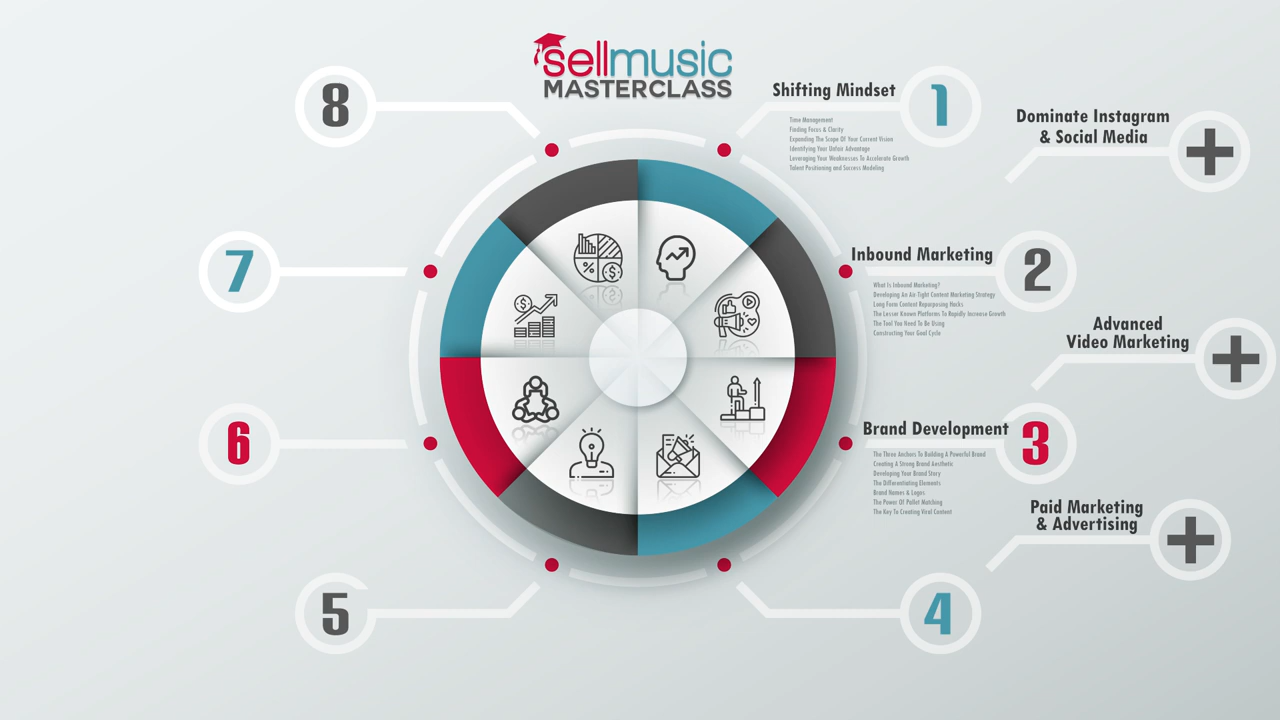 sellmusic
MASTERCLASS
8
Shifting Mindset
1
Time Management
Finding Focus & Clarity
Expanding The Scope Of Your Current Vision
Identifying Your Unfair Advantage
Leveraging Your Weaknesses To Accelerate Growth
Talent Positioning and Success Modeling
Dominate Instagram
& Social Media
+
7
Inbound Marketing
2
What Is Inbound Marketing?
Developing An Air Tight Content Marketing Strategy
Long Form Content Repurposing Hacks
The Lesser Known Platforms To Rapidly Increase Growth
The Tool You Need To Be Using
Constructing Your Goal Cycle
Advanced
Video Marketing
+
6
Brand Development
3
The Three Anchors To Building A Powerful Brand
Creating A Strong Brand Aesthetic
Developing Your Brand Story
The Differentiating Elements
Brand Names & Logos
The Power Of Pallet Matching
The Key To Creating Viral Content
Paid Marketing
& Advertising
+
5
4